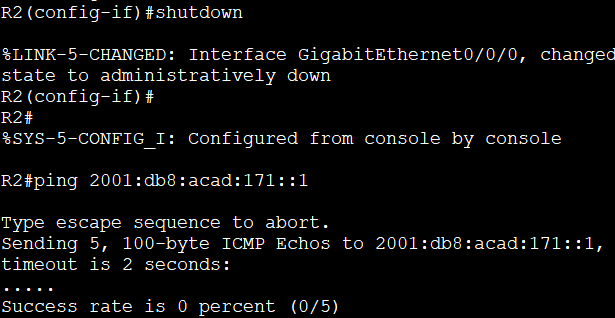 R2(config-if)#shutdown
%LINK-5-CHANGED: Interface GigabitEthernet0/0/0, changed
state to administratively down
R2(config-if)#
R2#
%SYS-5-CONFIG_I: Configured from console by console
R2#ping 2001:db8:acad:171::1
Type escape sequence to abort.
Sending 5, 100-byte ICMP Echos to 2001:db8:acad:171::1,
timeout is 2 seconds:
.....
Success rate is 0 percent (0/5)